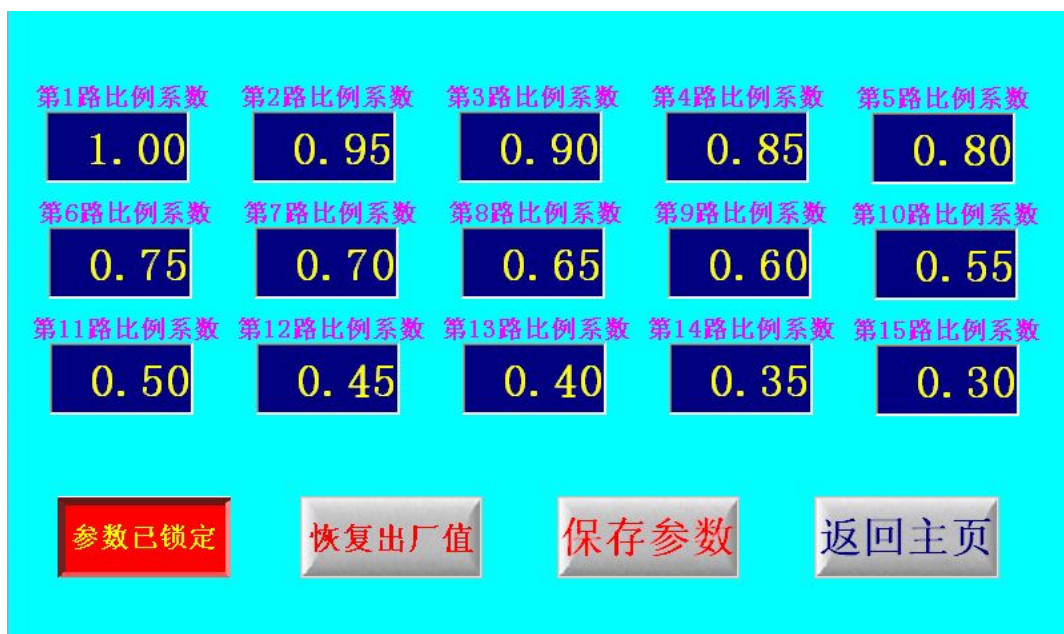 第1路比例系数 第2路比例系数 第3路比例系数 第4路比例系数 第5路比例系数
1.00 0.95 0.90 0.85 0.80
第6路比例系数 第7路比例系数 第8路比例系数 第9路比例系数 第10路比例系数
0.75 0.70 0.65 0.60 0.55
第11路比例系数 第12路比例系数 第13路比例系数 第14路比例系数 第15路比例系数
0.50 0.45 0.40 0.35 0.30
参数已锁定 恢复出厂值 保存参数 返回主页